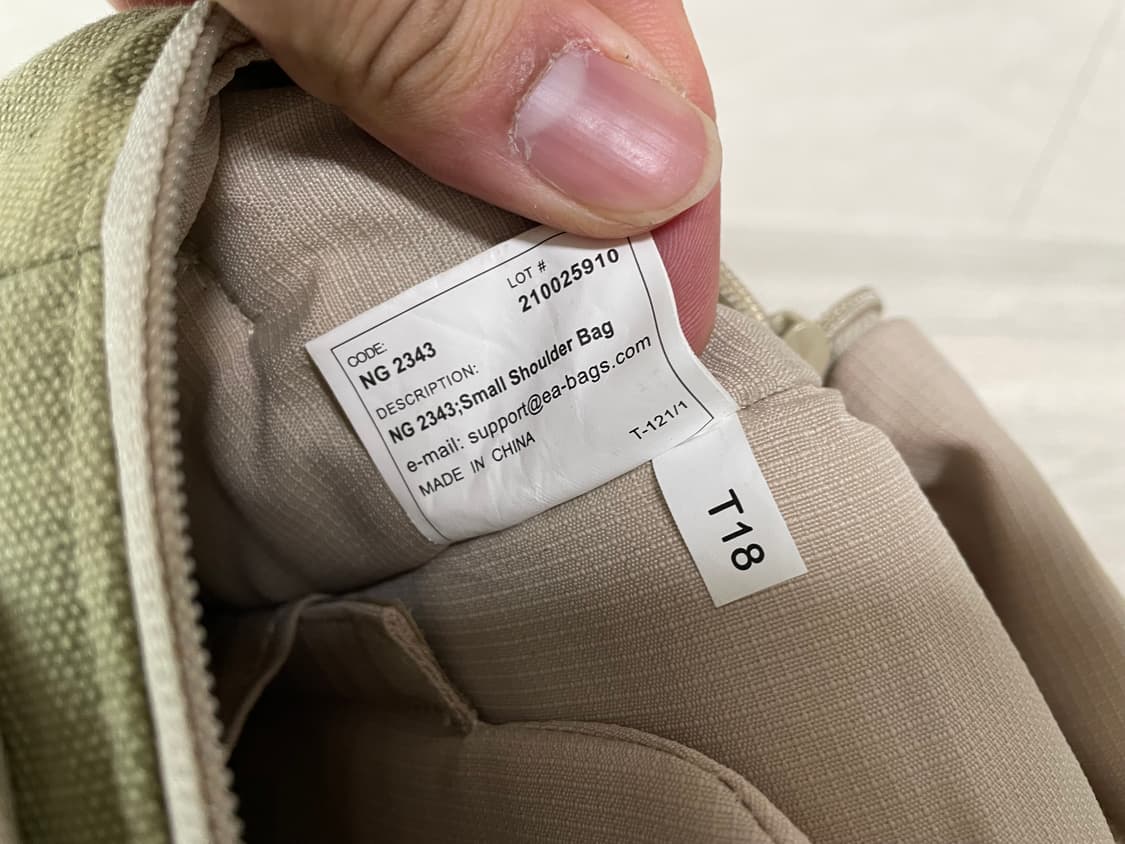 LOT #
210025910
CODE:
NG 2343
DESCRIPTION:
NG 2343;Small Shoulder Bag
e-mail: support@ea-bags.com
MADE IN CHINA
T-121/1
T18